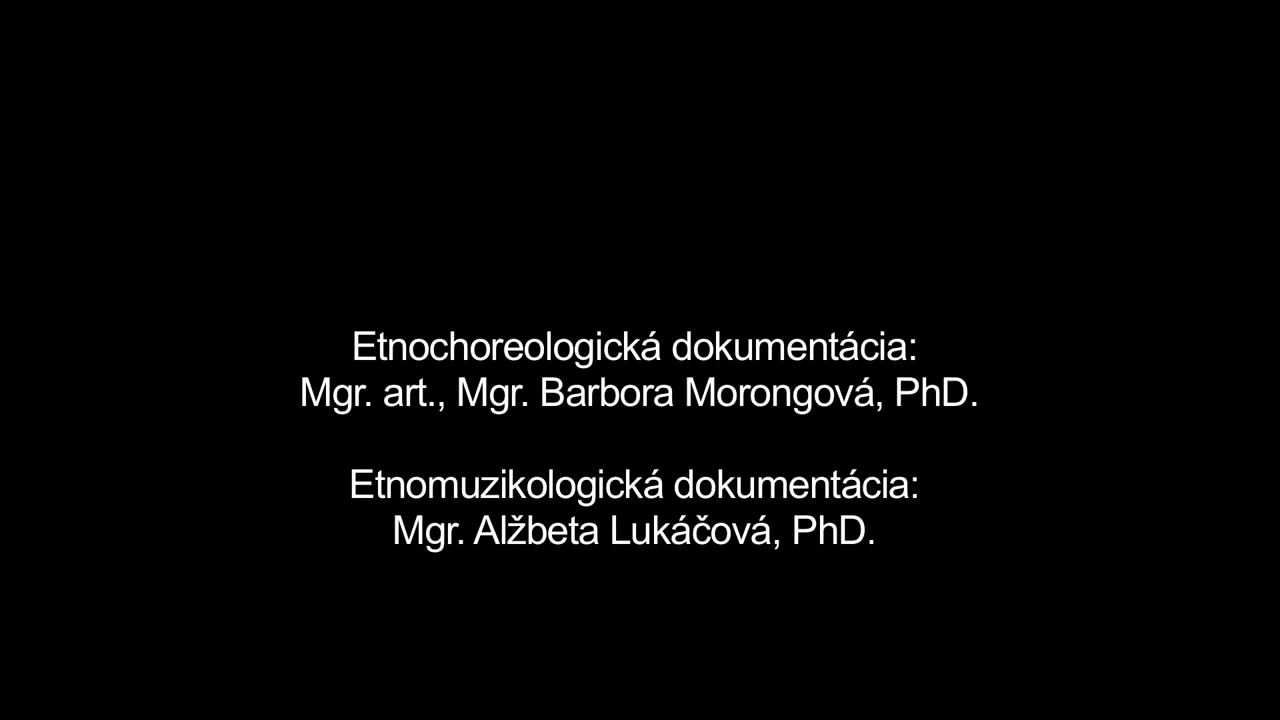 Etnochoreologická dokumentácia:
Mgr. art., Mgr. Barbora Morongová, PhD.
Etnomuzikologická dokumentácia:
Mgr. Alžbeta Lukáčová, PhD.